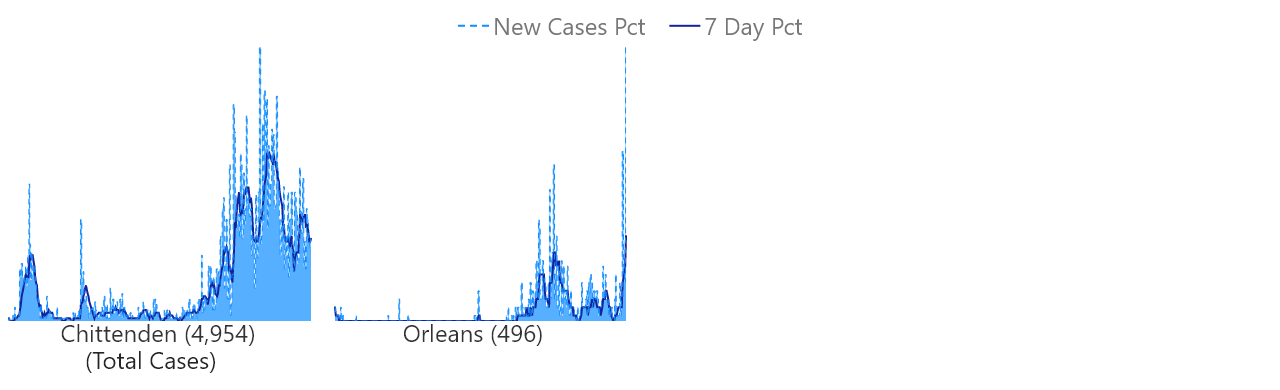 New Cases Pct 7 Day Pct
Chittenden (4,954) Orleans (496)
(Total Cases)